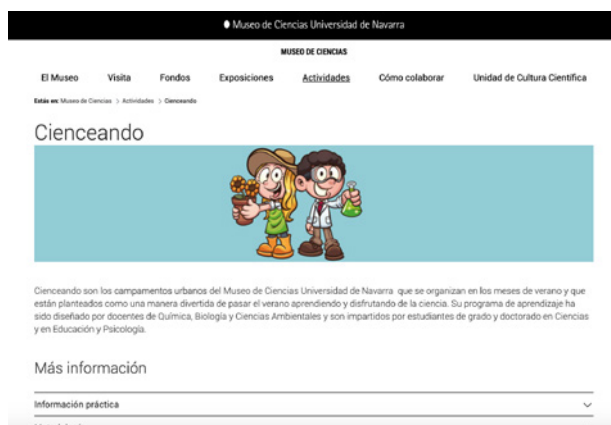 Museo de Ciencias Universidad de Navarra
MUSEO DE CIENCIAS
El Museo Visita Fondos Exposiciones Actividades Cómo colaborar Unidad de Cultura Científica
Estás en: Museo de Ciencias > Actividades > Cienceando
Cienceando
Cienceando son los campamentos urbanos del Museo de Ciencias Universidad de Navarra que se organizan en los meses de verano y que
están planteados como una manera divertida de pasar el verano aprendiendo y disfrutando de la ciencia. Su programa de aprendizaje ha
sido diseñado por docentes de Química, Biología y Ciencias Ambientales y son impartidos por estudiantes de grado y doctorado en Ciencias
y en Educación y Psicología.
Más información
Información práctica